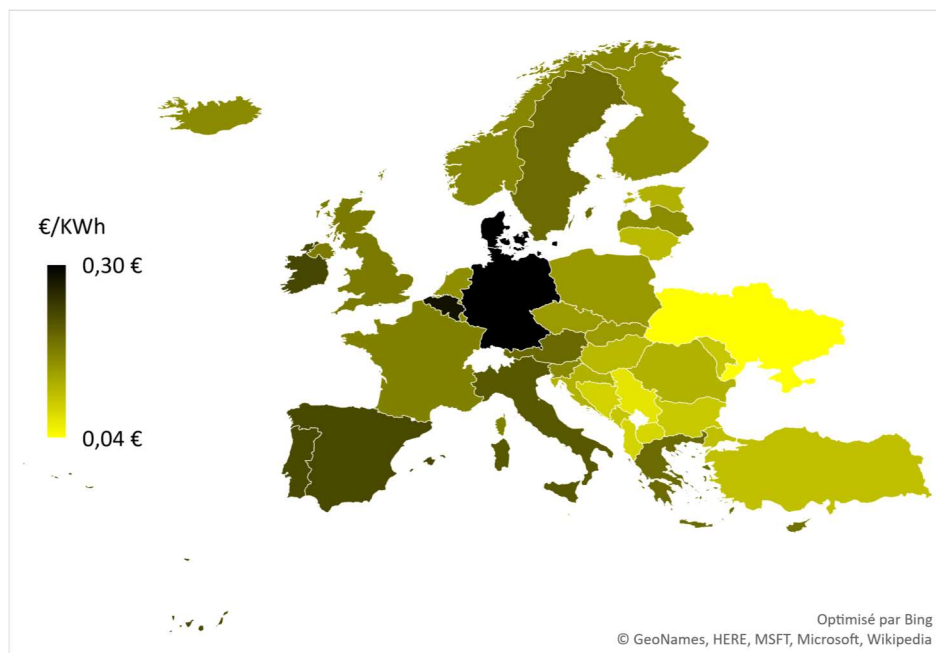 €/KWh
0,30 €
0,04 €
Optimisé par Bing
© GeoNames, HERE, MSFT, Microsoft, Wikipedia